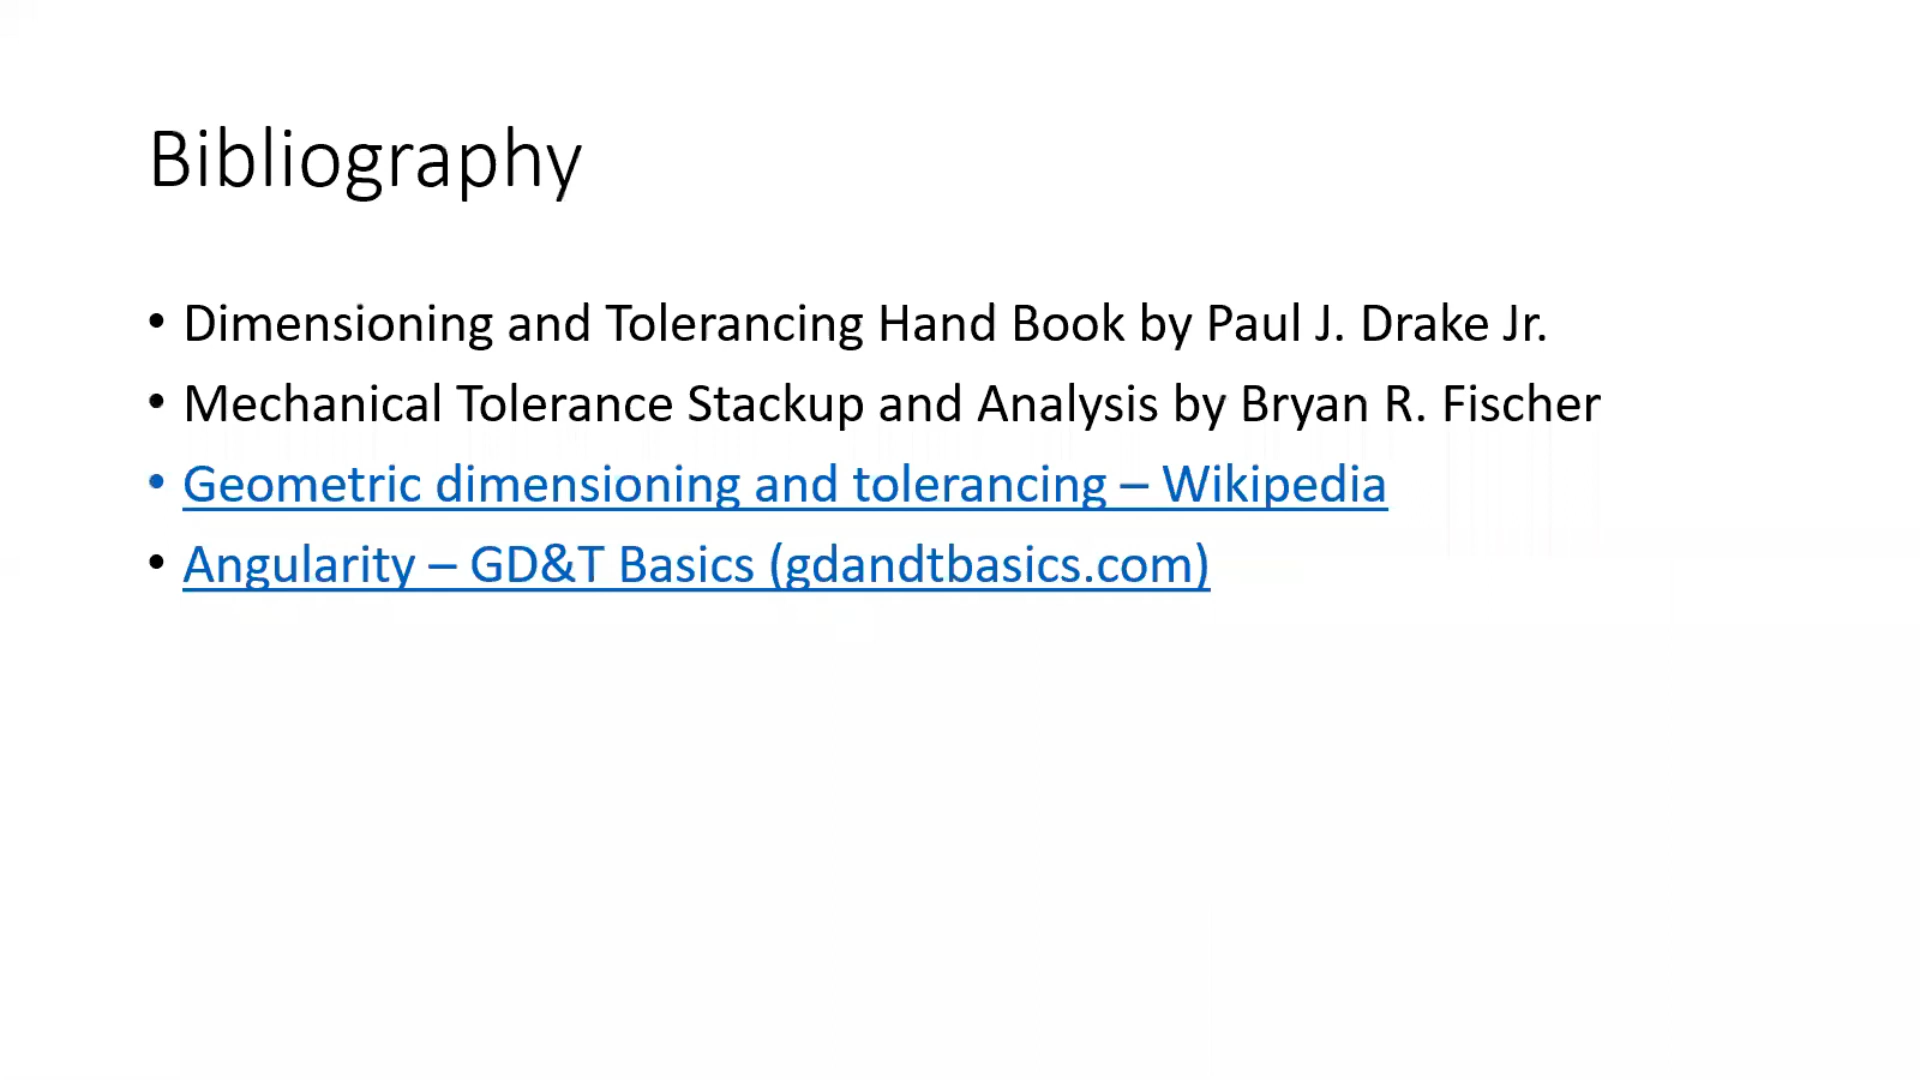 Bibliography
• Dimensioning and Tolerancing Hand Book by Paul J. Drake Jr.
• Mechanical Tolerance Stackup and Analysis by Bryan R. Fischer
• Geometric dimensioning and tolerancing – Wikipedia
• Angularity – GD&T Basics (gdandtbasics.com)